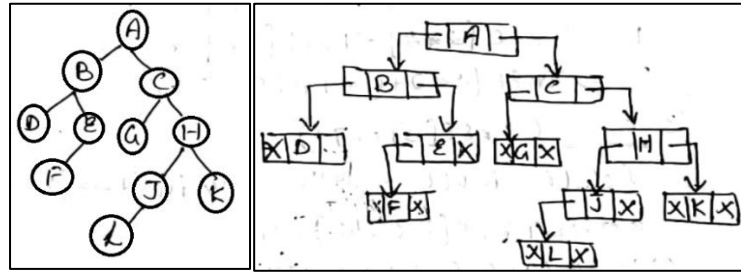 A
B C
D E G H
F J K
L
A
B C
X D E X X G X H
X F X J X X K X
X L X